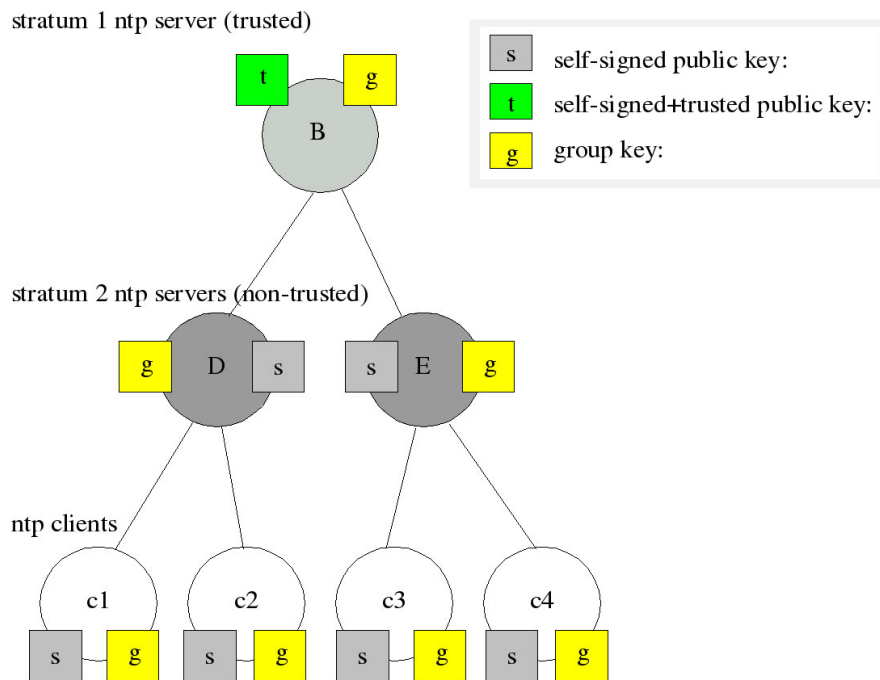 stratum 1 ntp server (trusted)
s self-signed public key:
t self-signed+trusted public key:
g group key:
t g
B
stratum 2 ntp servers (non-trusted)
g D s s E g
ntp clients
c1 c2 c3 c4
s g s g s g s g